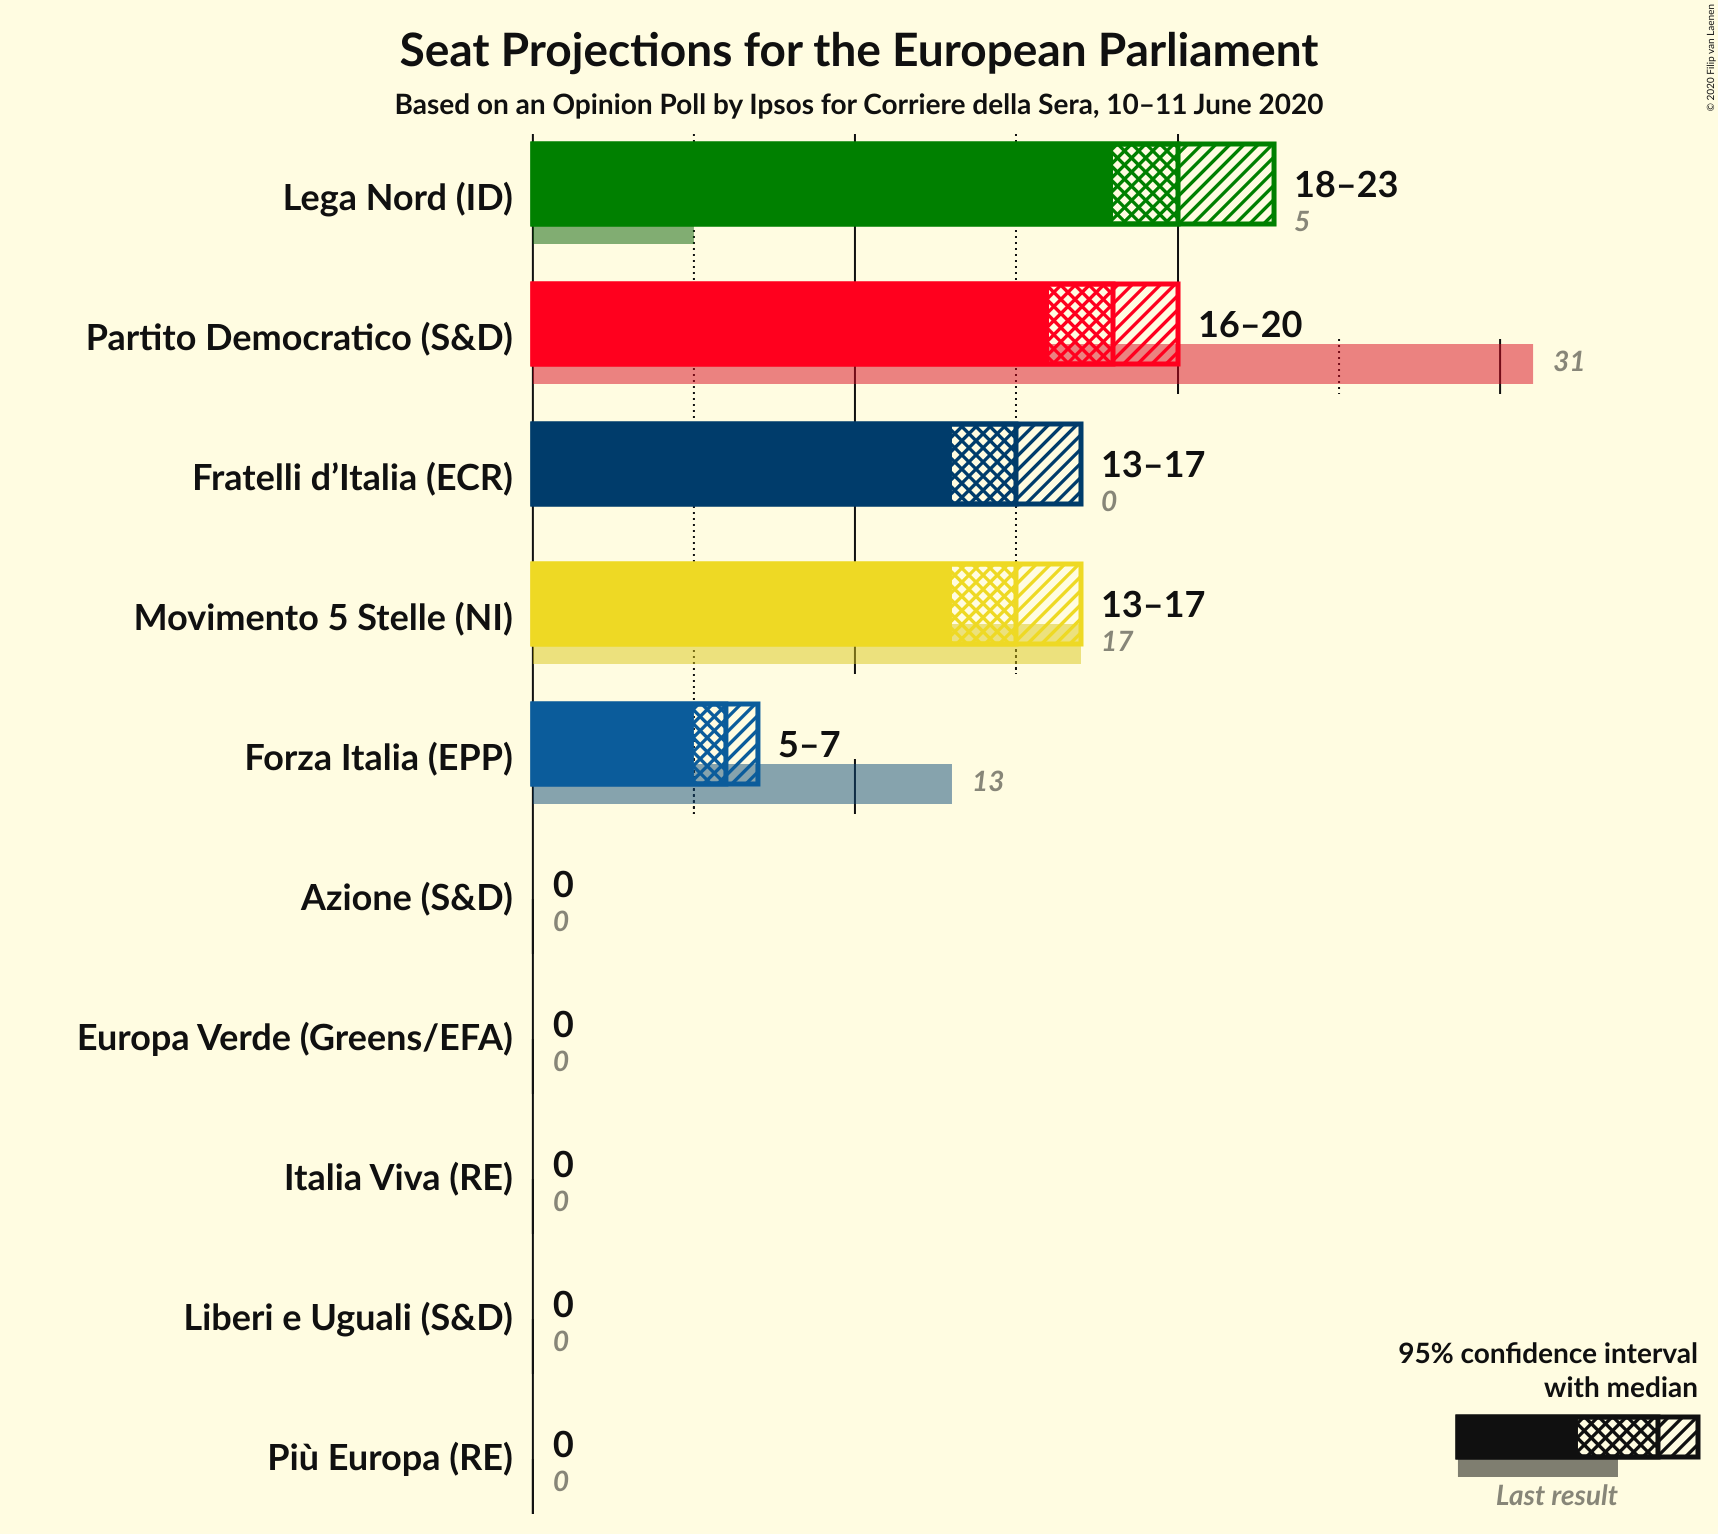 Seat Projections for the European Parliament
Based on an Opinion Poll by Ipsos for Corriere della Sera, 10–11 June 2020
© 2020 Filip van Laenen
Lega Nord (ID)
18–23
5
Partito Democratico (S&D)
16–20
31
Fratelli d’Italia (ECR)
13–17
0
Movimento 5 Stelle (NI)
13–17
17
Forza Italia (EPP)
5–7
13
Azione (S&D)
0
0
Europa Verde (Greens/EFA)
0
0
Italia Viva (RE)
0
0
Liberi e Uguali (S&D)
0
0
Più Europa (RE)
0
0
95% confidence interval
with median
Last result